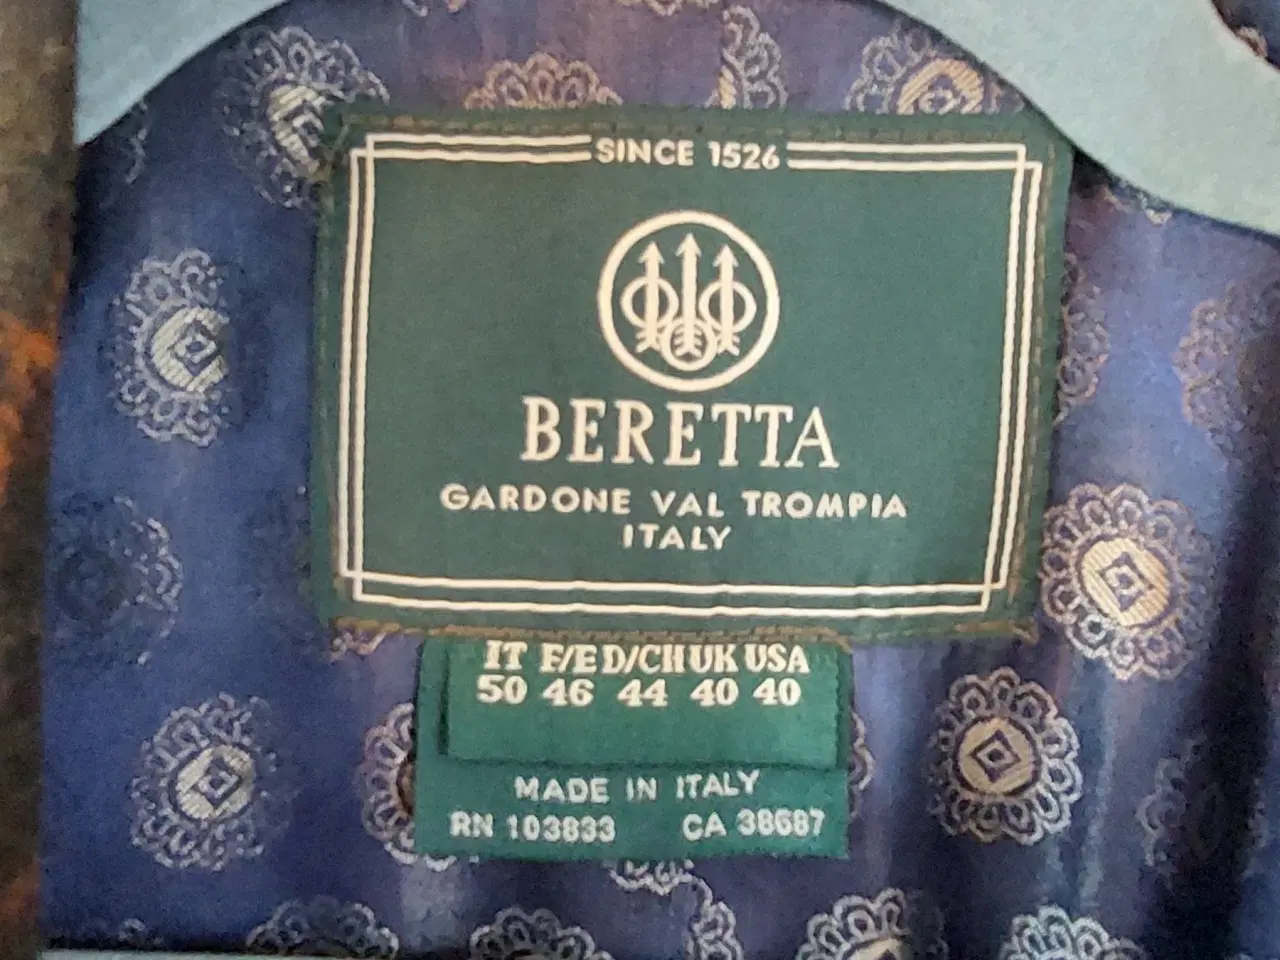 SINCE 1526
BERETTA
GARDONE VAL TROMPIA
ITALY
IT F/E D/CH UK USA
50 46 44 40 40
MADE IN ITALY
RN 103833 CA 38687